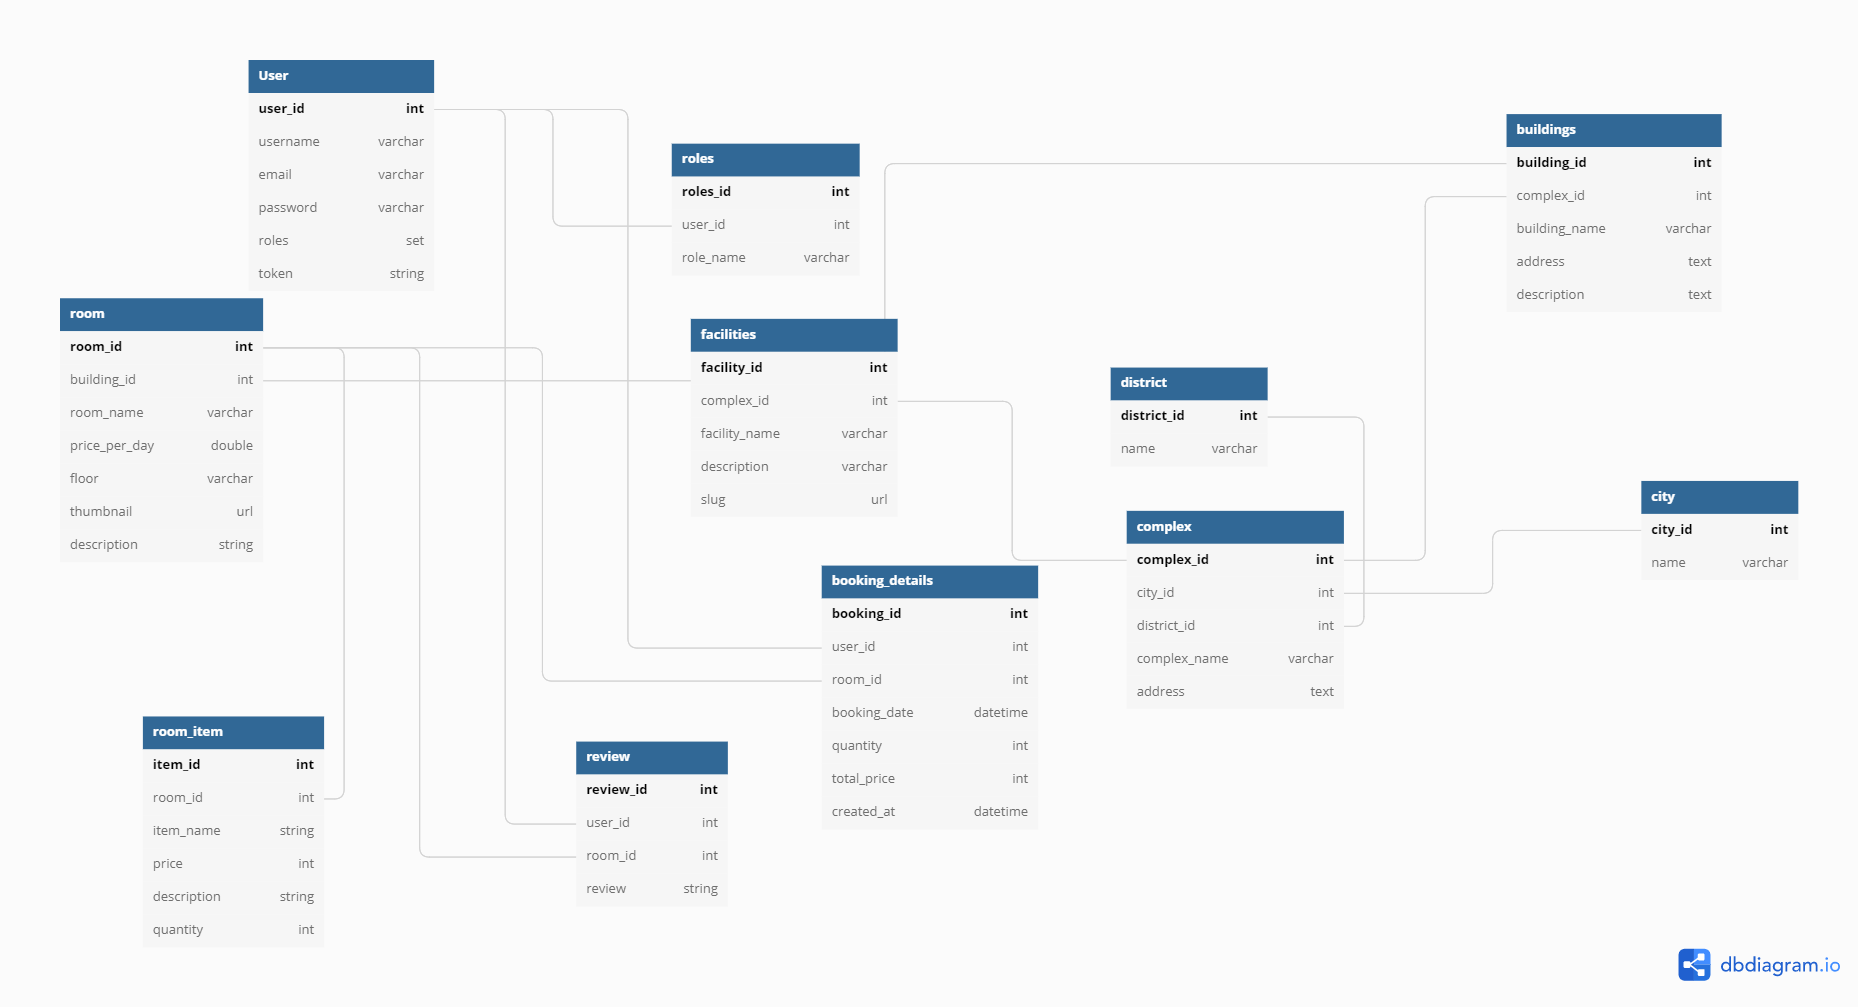 User
user_id int
username varchar
email varchar
password varchar
roles set
token string
roles
roles_id int
user_id int
role_name varchar
buildings
building_id int
complex_id int
building_name varchar
address text
description text
room
room_id int
building_id int
room_name varchar
price_per_day double
floor varchar
thumbnail url
description string
facilities
facility_id int
complex_id int
facility_name varchar
description varchar
slug url
district
district_id int
name varchar
city
city_id int
name varchar
complex
complex_id int
city_id int
district_id int
complex_name varchar
address text
booking_details
booking_id int
user_id int
room_id int
booking_date datetime
quantity int
total_price int
created_at datetime
room_item
item_id int
room_id int
item_name string
price int
description string
quantity int
review
review_id int
user_id int
room_id int
review string
dbdiagram.io